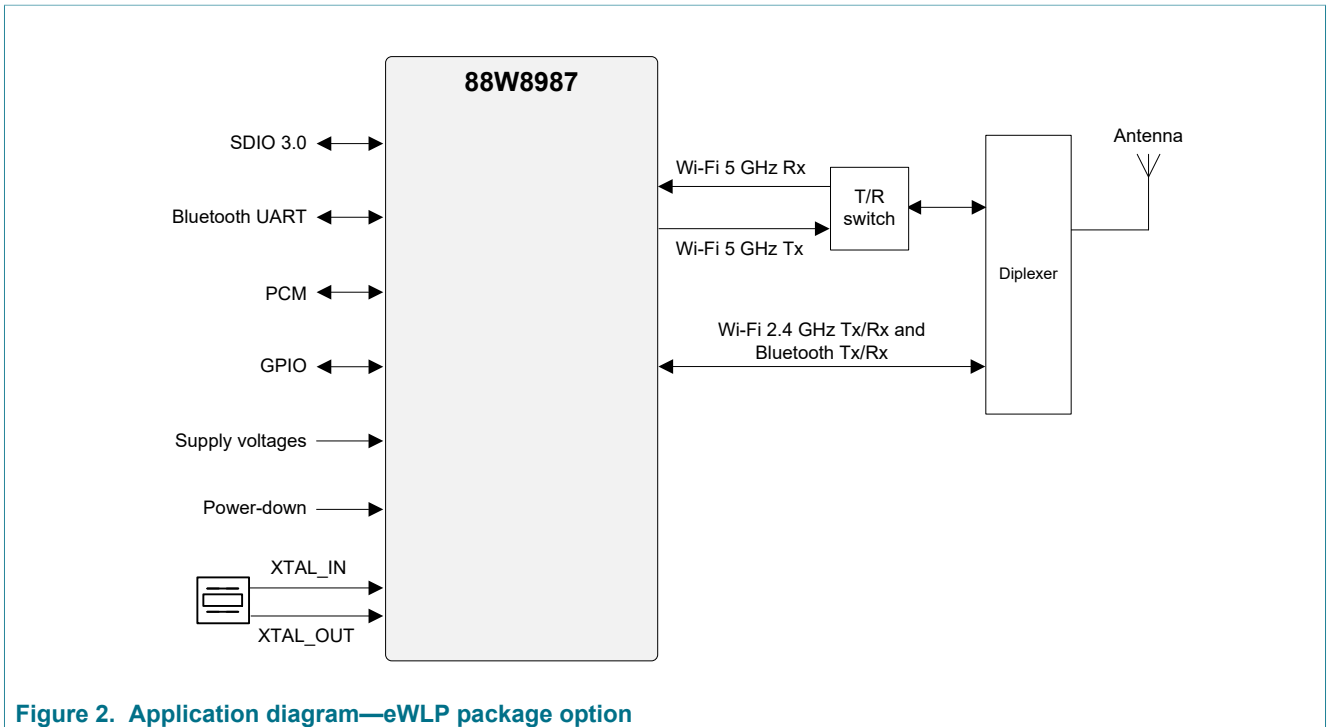 88W8987
SDIO 3.0
Bluetooth UART
PCM
GPIO
Supply voltages
Power-down
XTAL_IN
XTAL_OUT
Wi-Fi 5 GHz Rx
Wi-Fi 5 GHz Tx
T/R
switch
Wi-Fi 2.4 GHz Tx/Rx and
Bluetooth Tx/Rx
Diplexer
Antenna
Figure 2. Application diagram—eWLP package option